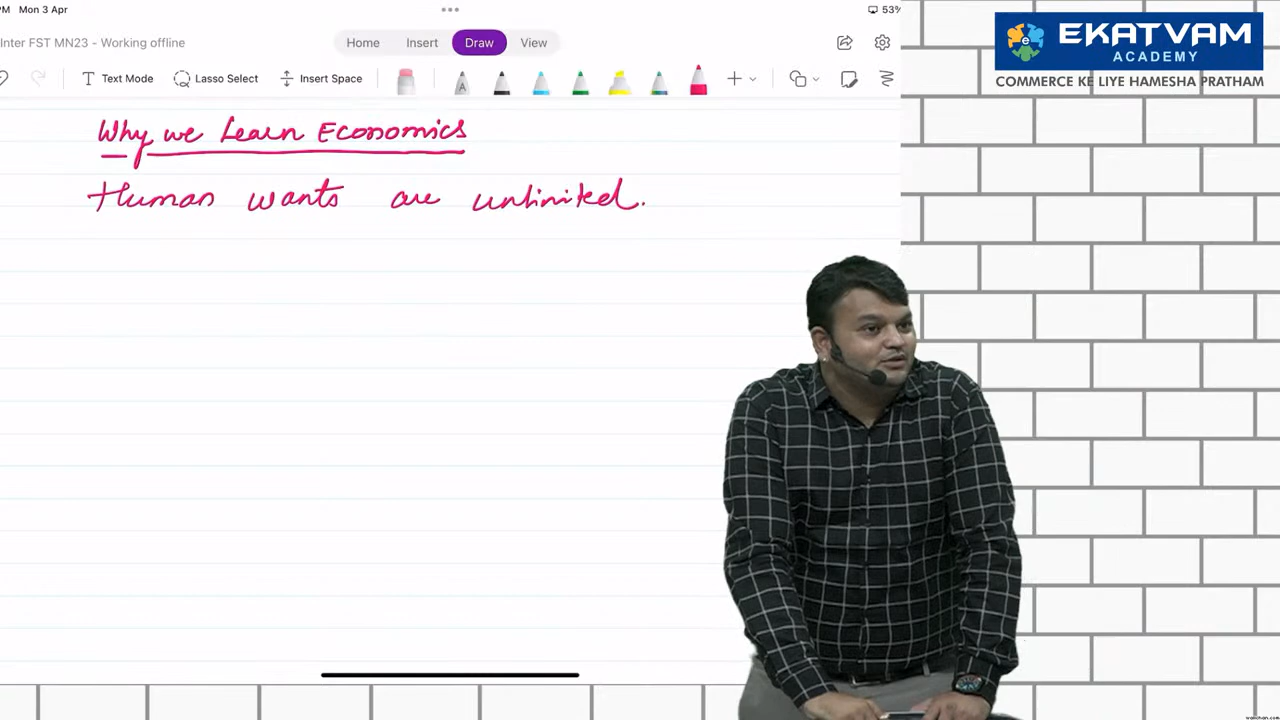 PM Mon 3 Apr
53%
Inter FST MN23 - Working offline
Home Insert Draw View
Text Mode Lasso Select Insert Space
Why we Learn Economics
Human wants are unlimited.
EKATVAM
ACADEMY
COMMERCE KE LIYE HAMESHA PRATHAM